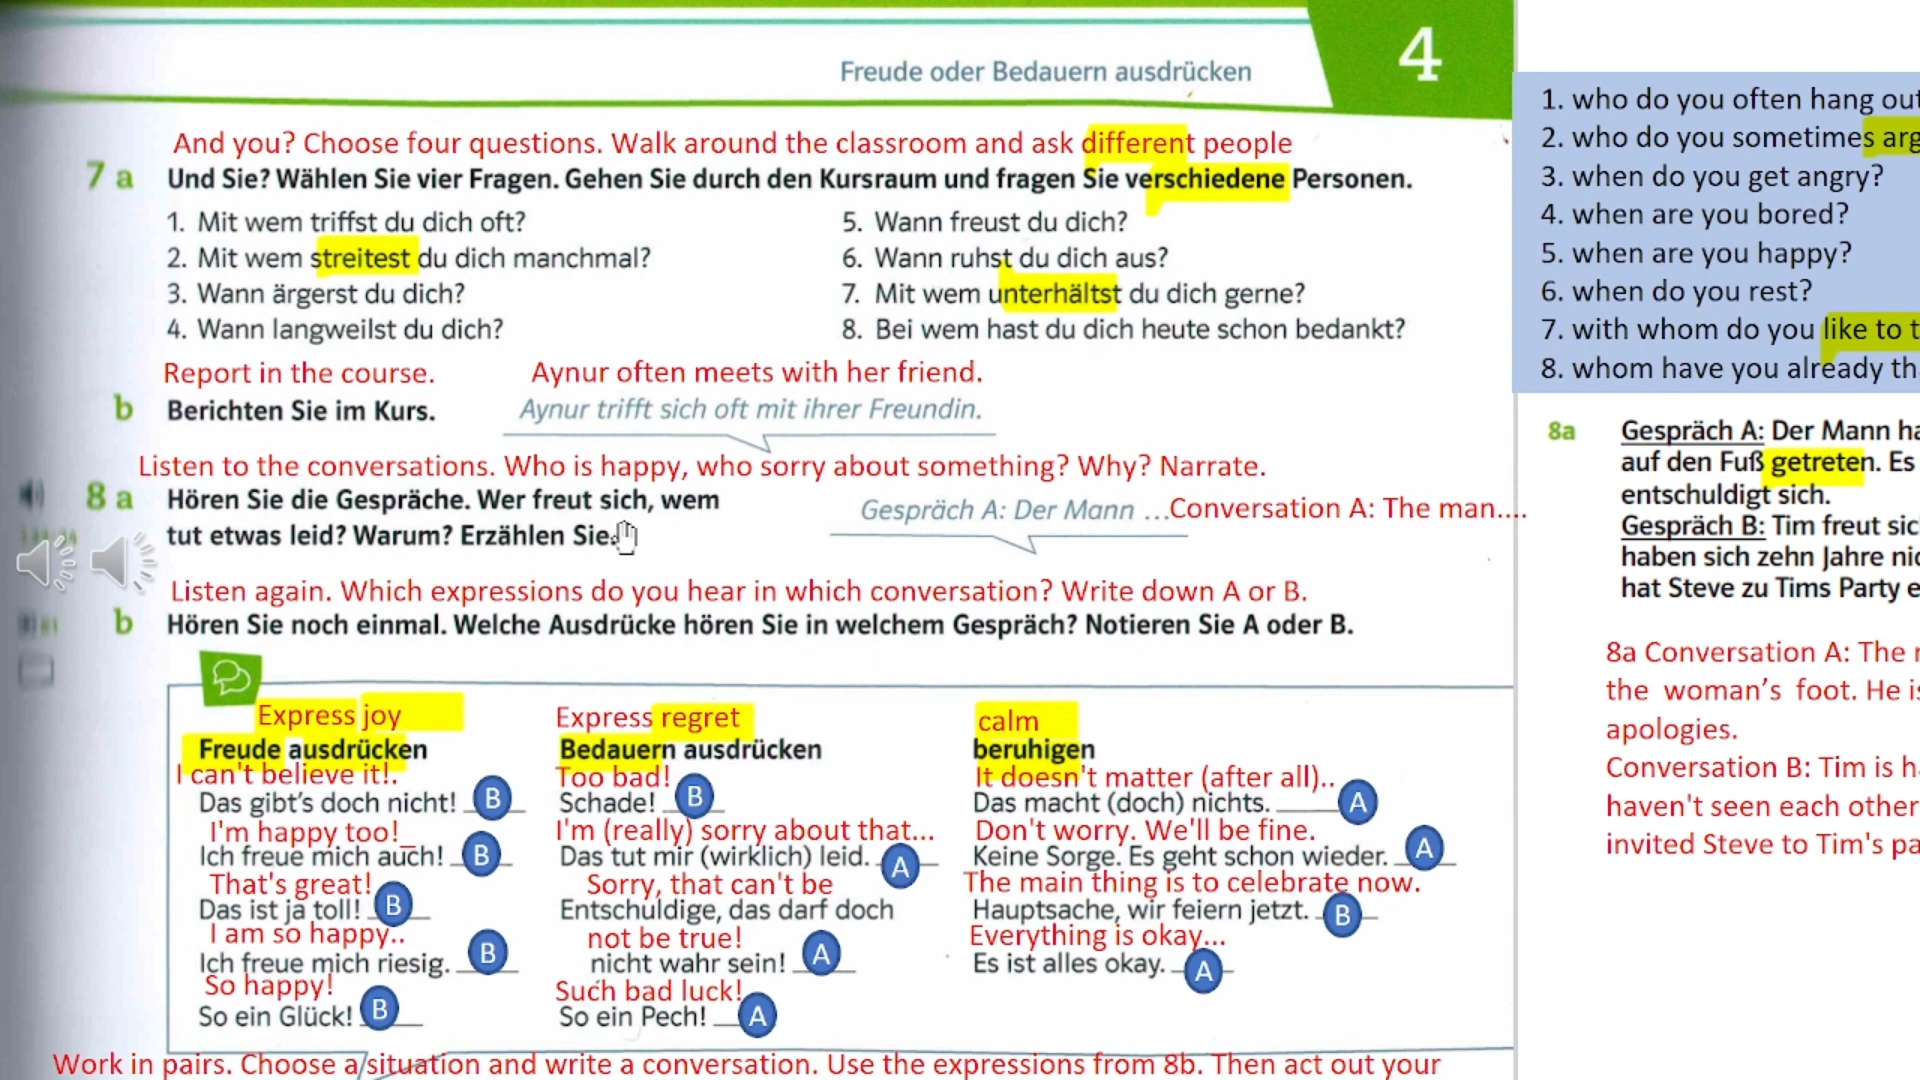 Freude oder Bedauern ausdrücken
4
And you? Choose four questions. Walk around the classroom and ask different people
7 a Und Sie? Wählen Sie vier Fragen. Gehen Sie durch den Kursraum und fragen Sie verschiedene Personen.
1. Mit wem triffst du dich oft?
2. Mit wem streitest du dich manchmal?
3. Wann ärgerst du dich?
4. Wann langweilst du dich?
5. Wann freust du dich?
6. Wann ruhst du dich aus?
7. Mit wem unterhältst du dich gerne?
8. Bei wem hast du dich heute schon bedankt?
Report in the course. Aynur often meets with her friend.
b Berichten Sie im Kurs. Aynur trifft sich oft mit ihrer Freundin.
Listen to the conversations. Who is happy, who sorry about something? Why? Narrate.
8 a Hören Sie die Gespräche. Wer freut sich, wem
tut etwas leid? Warum? Erzählen Sie.
Gespräch A: Der Mann ... Conversation A: The man....
Listen again. Which expressions do you hear in which conversation? Write down A or B.
b Hören Sie noch einmal. Welche Ausdrücke hören Sie in welchem Gespräch? Notieren Sie A oder B.
Express joy
Freude ausdrücken
I can't believe it!.
Das gibt's doch nicht! B
I'm happy too!_
Ich freue mich auch! B
That's great!
Das ist ja toll! B
I am so happy..
Ich freue mich riesig. B
So happy!
So ein Glück! B
Express regret
Bedauern ausdrücken
Too bad!
Schade! B
I'm (really) sorry about that...
Das tut mir (wirklich) leid. A
Sorry, that can't be
Entschuldige, das darf doch
not be true!
nicht wahr sein! A
Such bad luck!
So ein Pech! A
calm
beruhigen
It doesn't matter (after all)..
Das macht (doch) nichts. A
Don't worry. We'll be fine.
Keine Sorge. Es geht schon wieder. A
The main thing is to celebrate now.
Hauptsache, wir feiern jetzt. B
Everything is okay...
Es ist alles okay. A
Work in pairs. Choose a situation and write a conversation. Use the expressions from 8b. Then act out your
1. who do you often hang out
2. who do you sometimes arg
3. when do you get angry?
4. when are you bored?
5. when are you happy?
6. when do you rest?
7. with whom do you like to t
8. whom have you already th
8a Gespräch A: Der Mann ha
auf den Fuß getreten. Es
entschuldigt sich.
Gespräch B: Tim freut sic
haben sich zehn Jahre nic
hat Steve zu Tims Party e
8a Conversation A: The
the woman's foot. He is
apologies.
Conversation B: Tim is ha
haven't seen each other
invited Steve to Tim's pa